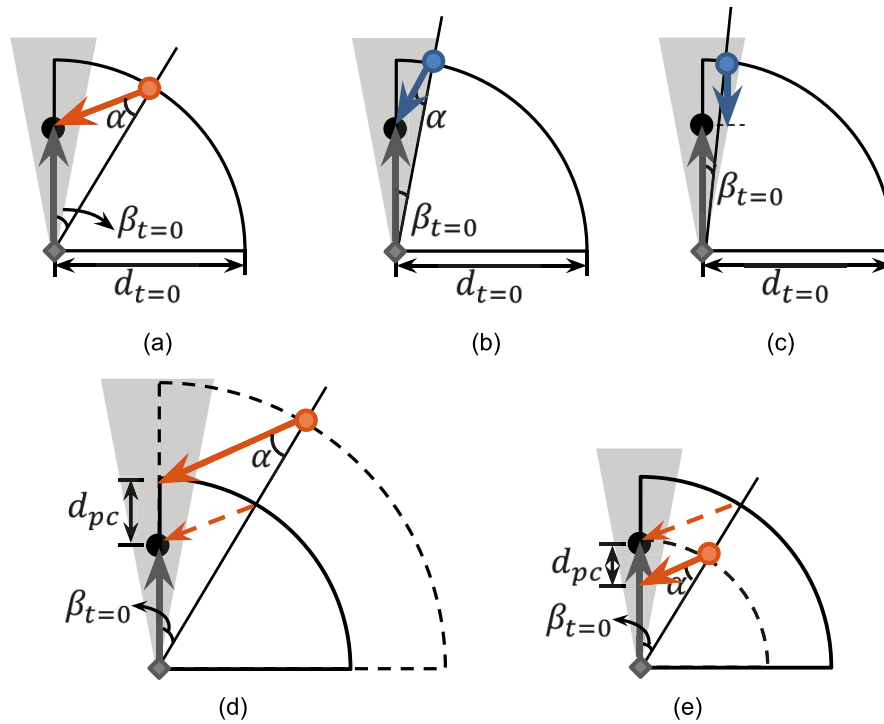 α
β_{t=0}
d_{t=0}
(a)
α
β_{t=0}
d_{t=0}
(b)
β_{t=0}
d_{t=0}
(c)
α
d_{pc}
β_{t=0}
(d)
d_{pc}
α
β_{t=0}
(e)